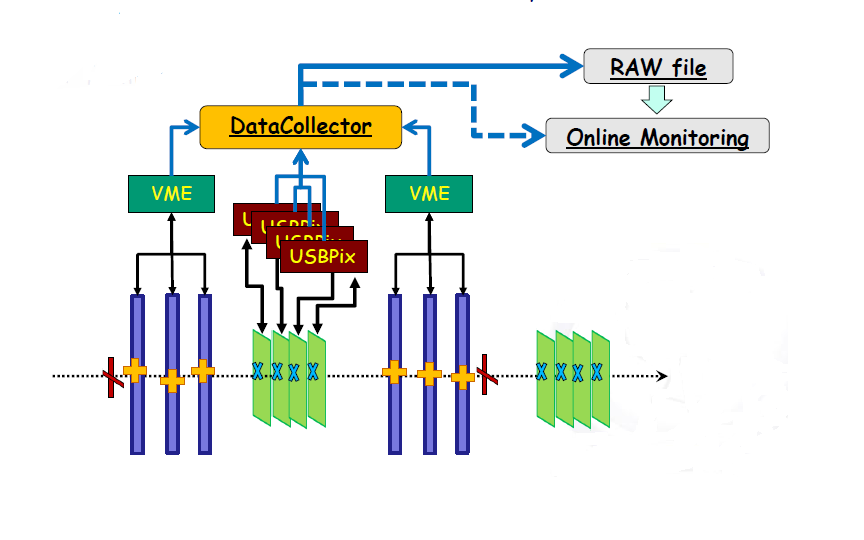 RAW file
DataCollector
Online Monitoring
VME
VME
USBPix